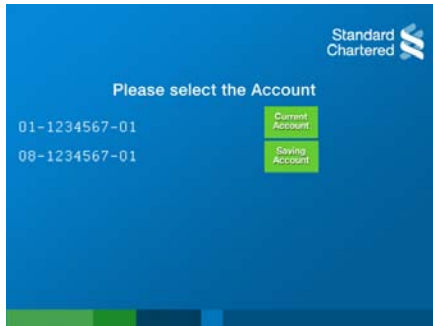 Standard
Chartered
Please select the Account
01-1234567-01
Current
Account
08-1234567-01
Saving
Account